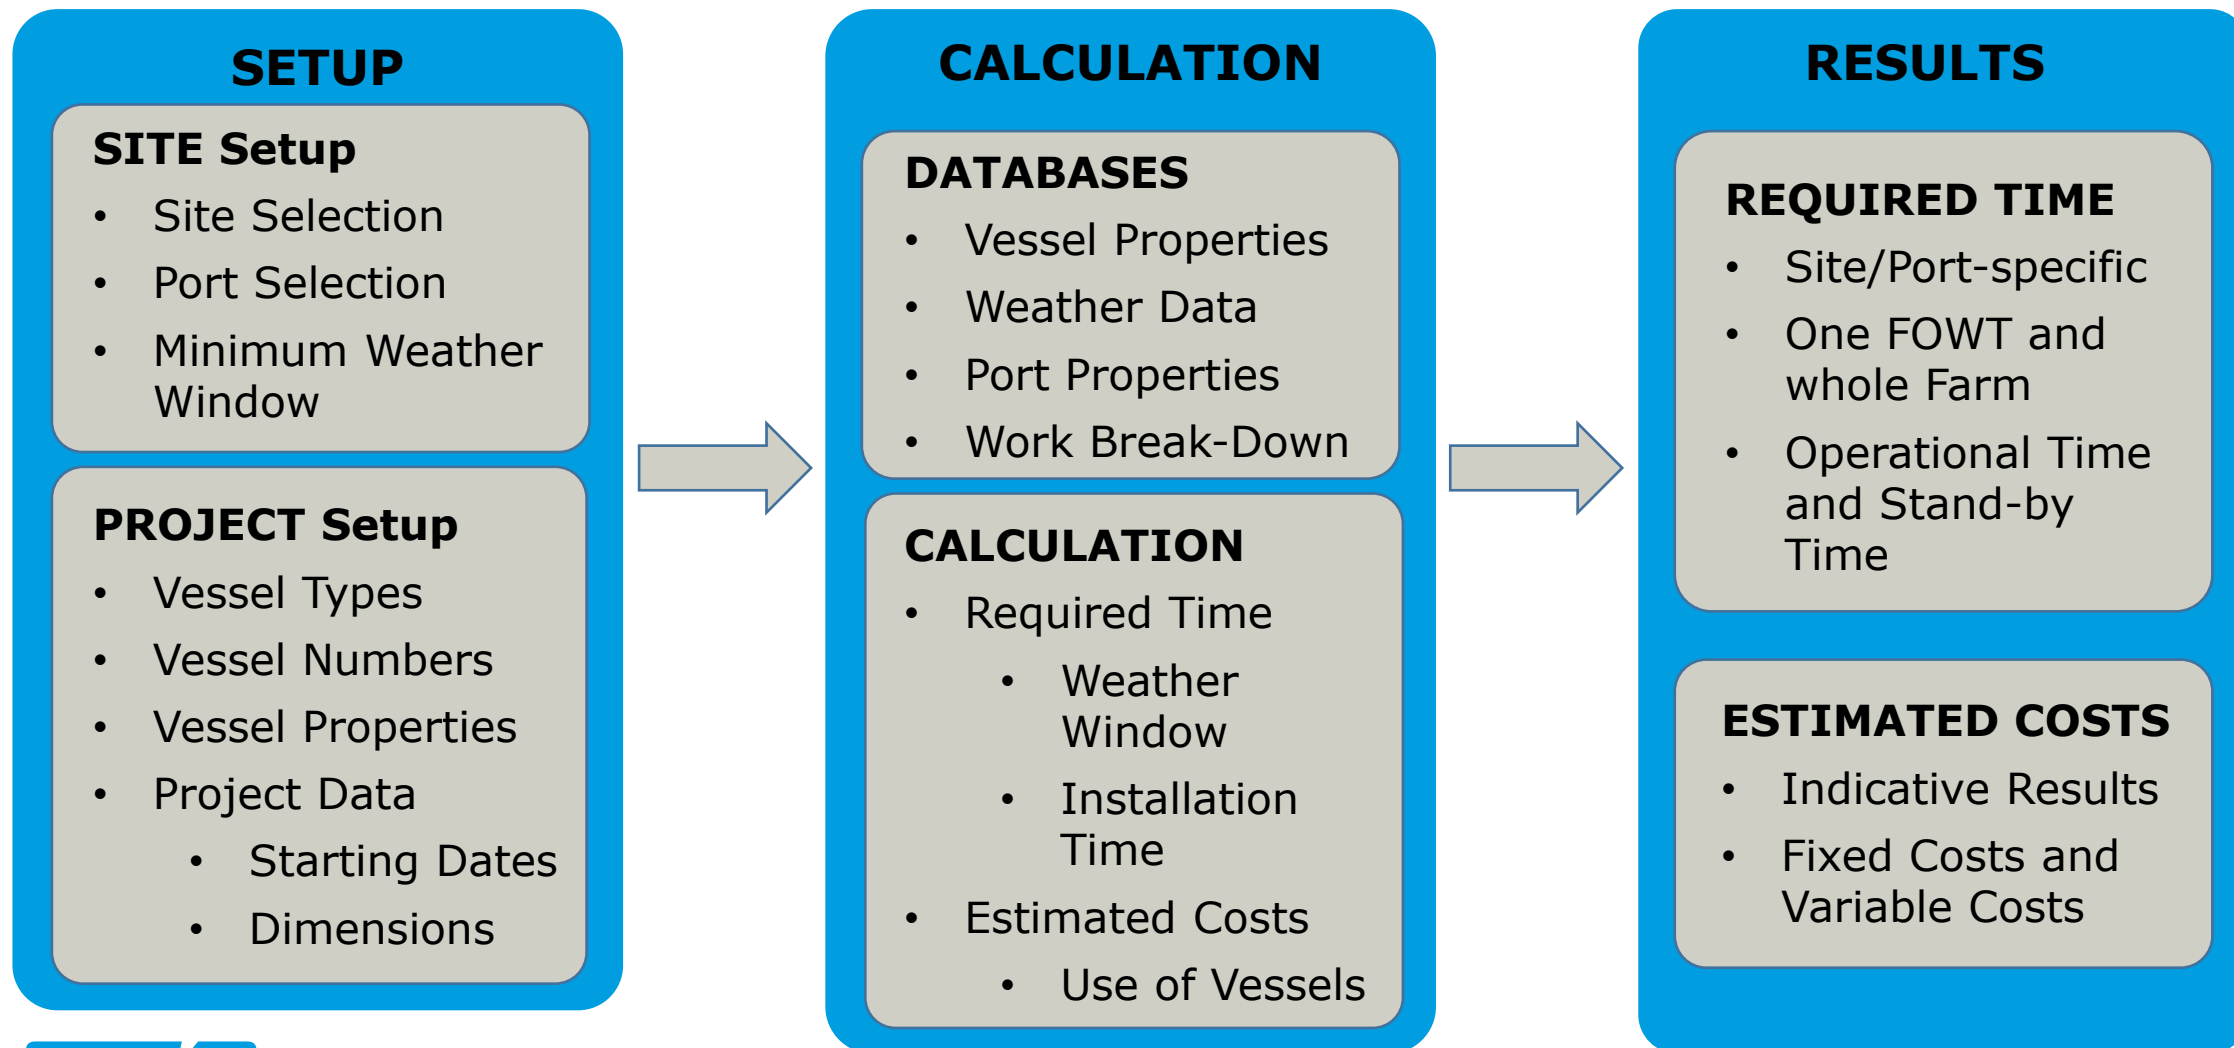 SETUP
SITE Setup
• Site Selection
• Port Selection
• Minimum Weather
Window
PROJECT Setup
• Vessel Types
• Vessel Numbers
• Vessel Properties
• Project Data
• Starting Dates
• Dimensions
CALCULATION
DATABASES
• Vessel Properties
• Weather Data
• Port Properties
• Work Break-Down
CALCULATION
• Required Time
• Weather
Window
• Installation
Time
• Estimated Costs
• Use of Vessels
RESULTS
REQUIRED TIME
• Site/Port-specific
• One FOWT and
whole Farm
• Operational Time
and Stand-by
Time
ESTIMATED COSTS
• Indicative Results
• Fixed Costs and
Variable Costs